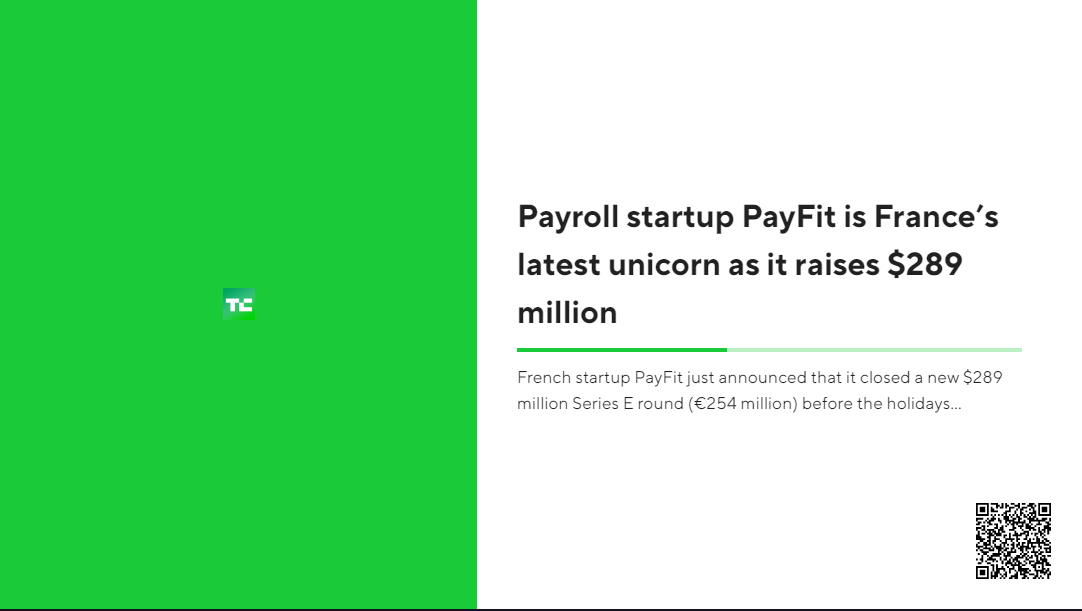 TC
Payroll startup PayFit is France’s
latest unicorn as it raises $289
million
French startup PayFit just announced that it closed a new $289
million Series E round (€254 million) before the holidays...